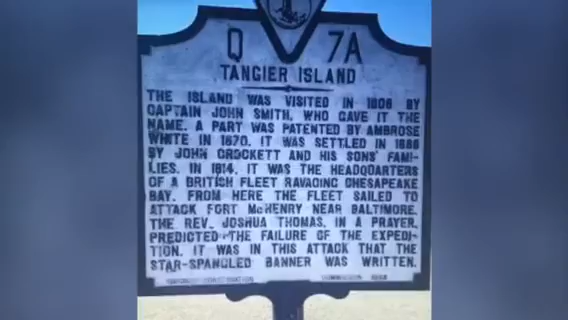 Q 7A
TANGIER ISLAND
THE ISLAND WAS VISITED IN 1608 BY
CAPTAIN JOHN SMITH, WHO GAVE IT THE
NAME. A PART WAS PATENTED BY AMBROSE
WHITE IN 1670. IT WAS SETTLED IN 1686
BY JOHN CROCKETT AND HIS SONS' FAMI-
LIES. IN 1814, IT WAS THE HEADQUARTERS
OF A BRITISH FLEET RAVAGING CHESAPEAKE
BAY. FROM HERE THE FLEET SAILED TO
ATTACK FORT McHENRY NEAR BALTIMORE.
THE REV. JOSHUA THOMAS, IN A PRAYER,
PREDICTED THE FAILURE OF THE EXPEDI-
TION. IT WAS IN THIS ATTACK THAT THE
STAR-SPANGLED BANNER WAS WRITTEN.